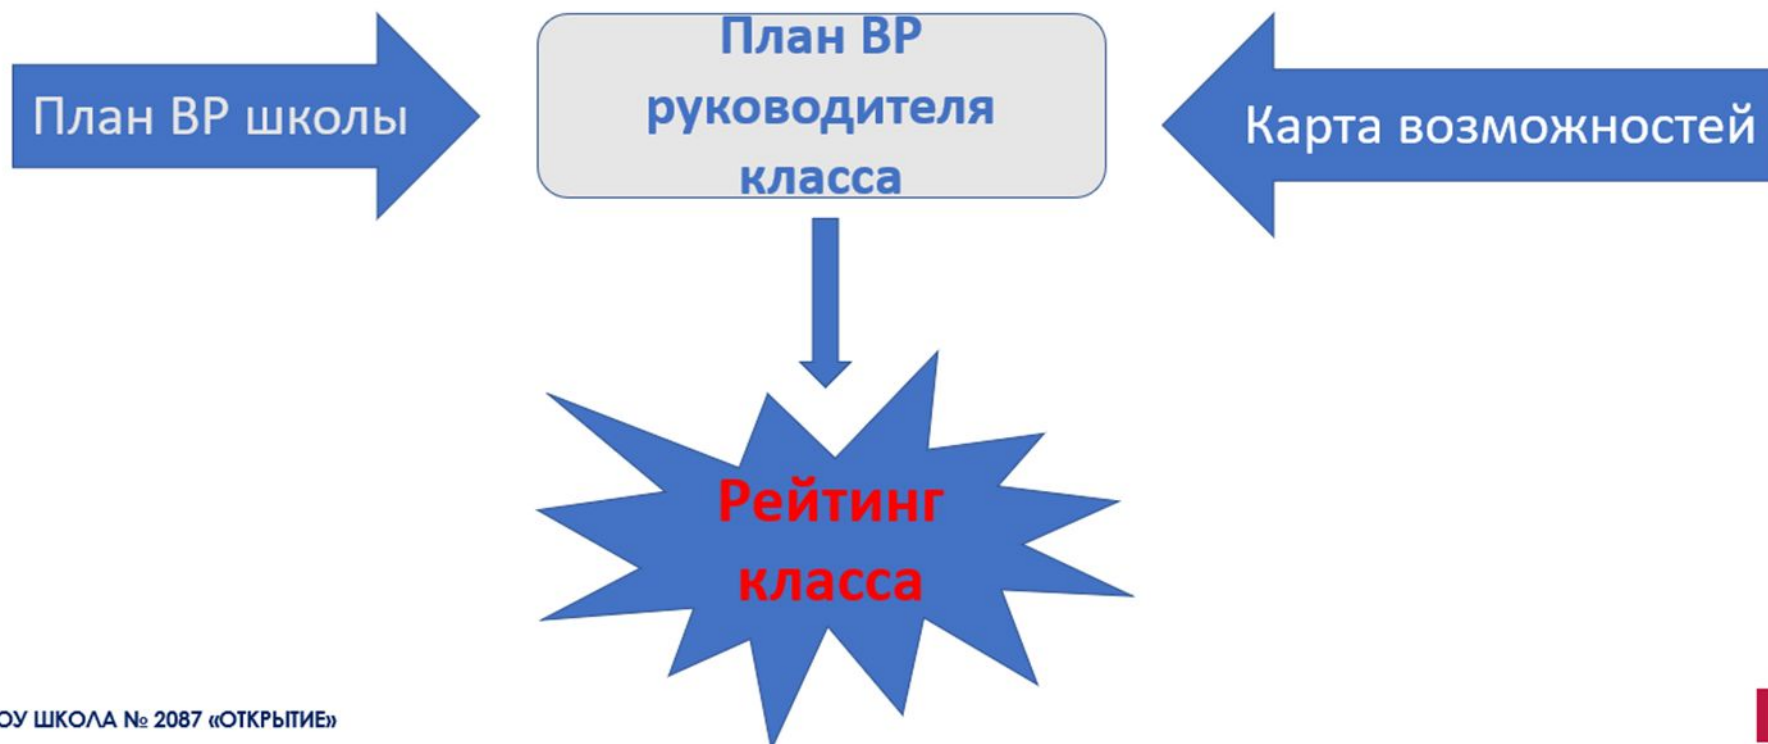 План ВР школы
План ВР
руководителя
класса
Карта возможностей
Рейтинг
класса
ОУ ШКОЛА № 2087 «ОТКРЫТИЕ»